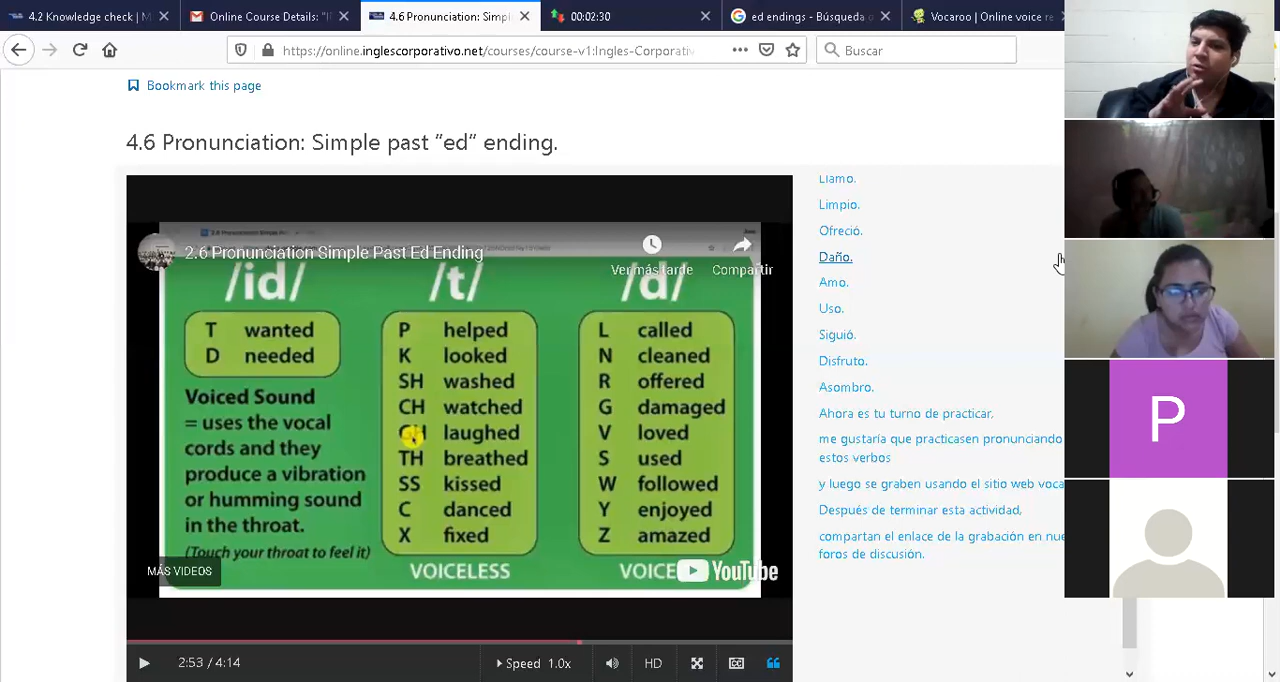 4.2 Knowledge check | M
Online Course Details: "I
4.6 Pronunciation: Simpl
00:02:30
ed endings - Búsqueda
Vocaroo | Online voice re
https://online.inglescorporativo.net/courses/course-v1:Ingles-Corporativ
Buscar
Bookmark this page
4.6 Pronunciation: Simple past “ed” ending.
2.6 Pronunciation Simple Past Ed Ending
Ver más tarde
Compartir
/id/
T wanted
D needed
Voiced Sound
= uses the vocal
cords and they
produce a vibration
or humming sound
in the throat.
(Touch your throat to feel it)
MÁS VIDEOS
/t/
P helped
K looked
SH washed
CH watched
laughed
TH breathed
SS kissed
C danced
X fixed
VOICELESS
/d/
L called
N cleaned
R offered
G damaged
V loved
S used
W followed
Y enjoyed
Z amazed
VOICE
YouTube
2:53 / 4:14
Speed 1.0x
HD
Llamo.
Limpio.
Ofreció.
Daño.
Amo.
Uso.
Siguió.
Disfruto.
Asombro.
Ahora es tu turno de practicar,
me gustaría que practicasen pronunciando
estos verbos
y luego se graben usando el sitio web voca
Después de terminar esta actividad,
compartan el enlace de la grabación en nue
foros de discusión.
P